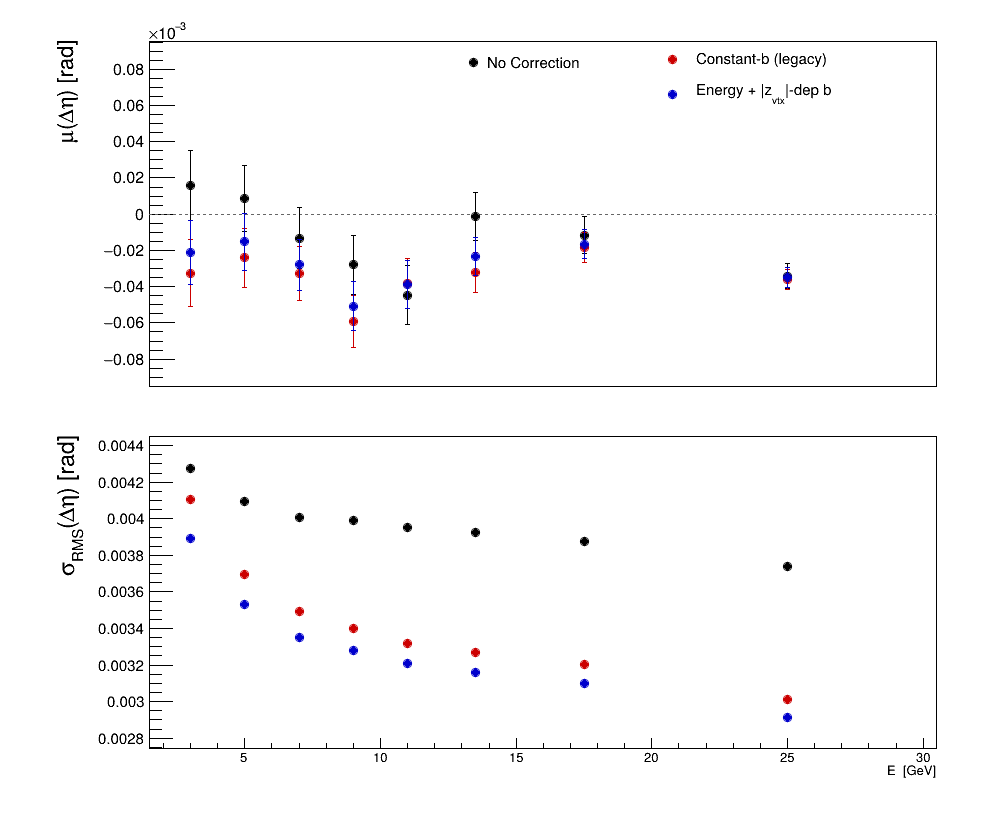 ×10⁻³
μ(Δη) [rad]
0.08
0.06
0.04
0.02
0
−0.02
−0.04
−0.06
−0.08
No Correction
Constant-b (legacy)
Energy + |z_vtx|-dep b
σ_RMS(Δη) [rad]
0.0044
0.0042
0.004
0.0038
0.0036
0.0034
0.0032
0.003
0.0028
5 10 15 20 25 30
E [GeV]